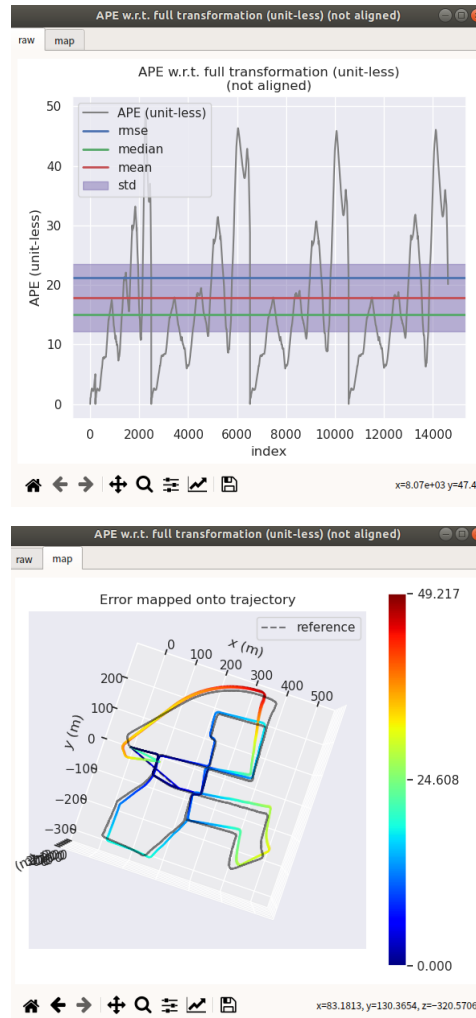 APE w.r.t. full transformation (unit-less) (not aligned)
raw map
APE w.r.t. full transformation (unit-less)
(not aligned)
50
40
30
20
10
0
APE (unit-less)
APE (unit-less)
rmse
median
mean
std
0 2000 4000 6000 8000 10000 12000 14000
index
x=8.07e+03 y=47.4
APE w.r.t. full transformation (unit-less) (not aligned)
raw map
Error mapped onto trajectory
reference
x (m)
0 100 200 300 400 500
y (m)
200
100
0
−100
−200
−300
49.217
24.608
0.000
x=83.1813, y=130.3654, z=−320.5706